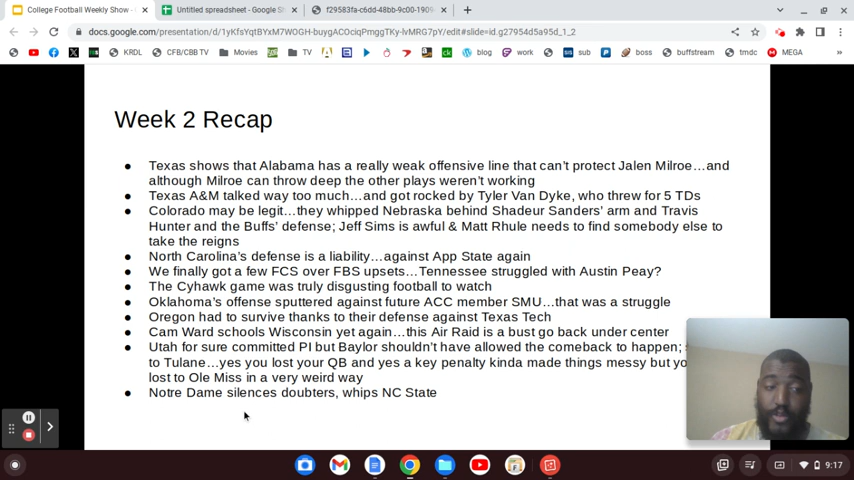 College Football Weekly Show -
Untitled spreadsheet - Google Sh
f29583fa-c6dd-48bb-9c00-1909
docs.google.com/presentation/d/1yKfsYqtBYxM7WOGH-buygACOciqPmggTKy-lvMRG7pY/edit#slide=id.g27954d5a95d_1_2
KRDL
CFB/CBB TV
Movies
TV
blog
work
sub
boss
buffstream
tmdc
MEGA
Week 2 Recap
Texas shows that Alabama has a really weak offensive line that can't protect Jalen Milroe…and
although Milroe can throw deep the other plays weren't working
Texas A&M talked way too much…and got rocked by Tyler Van Dyke, who threw for 5 TDs
Colorado may be legit…they whipped Nebraska behind Shadeur Sanders' arm and Travis
Hunter and the Buffs' defense; Jeff Sims is awful & Matt Rhule needs to find somebody else to
take the reigns
North Carolina's defense is a liability…against App State again
We finally got a few FCS over FBS upsets…Tennessee struggled with Austin Peay?
The Cyhawk game was truly disgusting football to watch
Oklahoma's offense sputtered against future ACC member SMU…that was a struggle
Oregon had to survive thanks to their defense against Texas Tech
Cam Ward schools Wisconsin yet again…this Air Raid is a bust go back under center
Utah for sure committed PI but Baylor shouldn't have allowed the comeback to happen;
to Tulane…yes you lost your QB and yes a key penalty kinda made things messy but
lost to Ole Miss in a very weird way
Notre Dame silences doubters, whips NC State
9:17